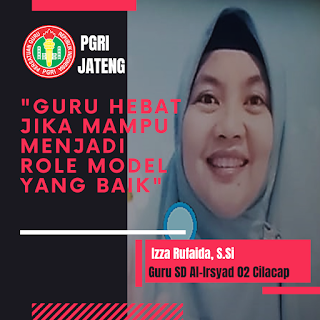 PGRI
JATENG
"GURU HEBAT
JIKA MAMPU
MENJADI
ROLE MODEL
YANG BAIK"
Izza Rufaida, S.Si
Guru SD Al-Irsyad 02 Cilacap